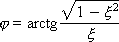 φ = arctg √(1 − ξ²) / ξ